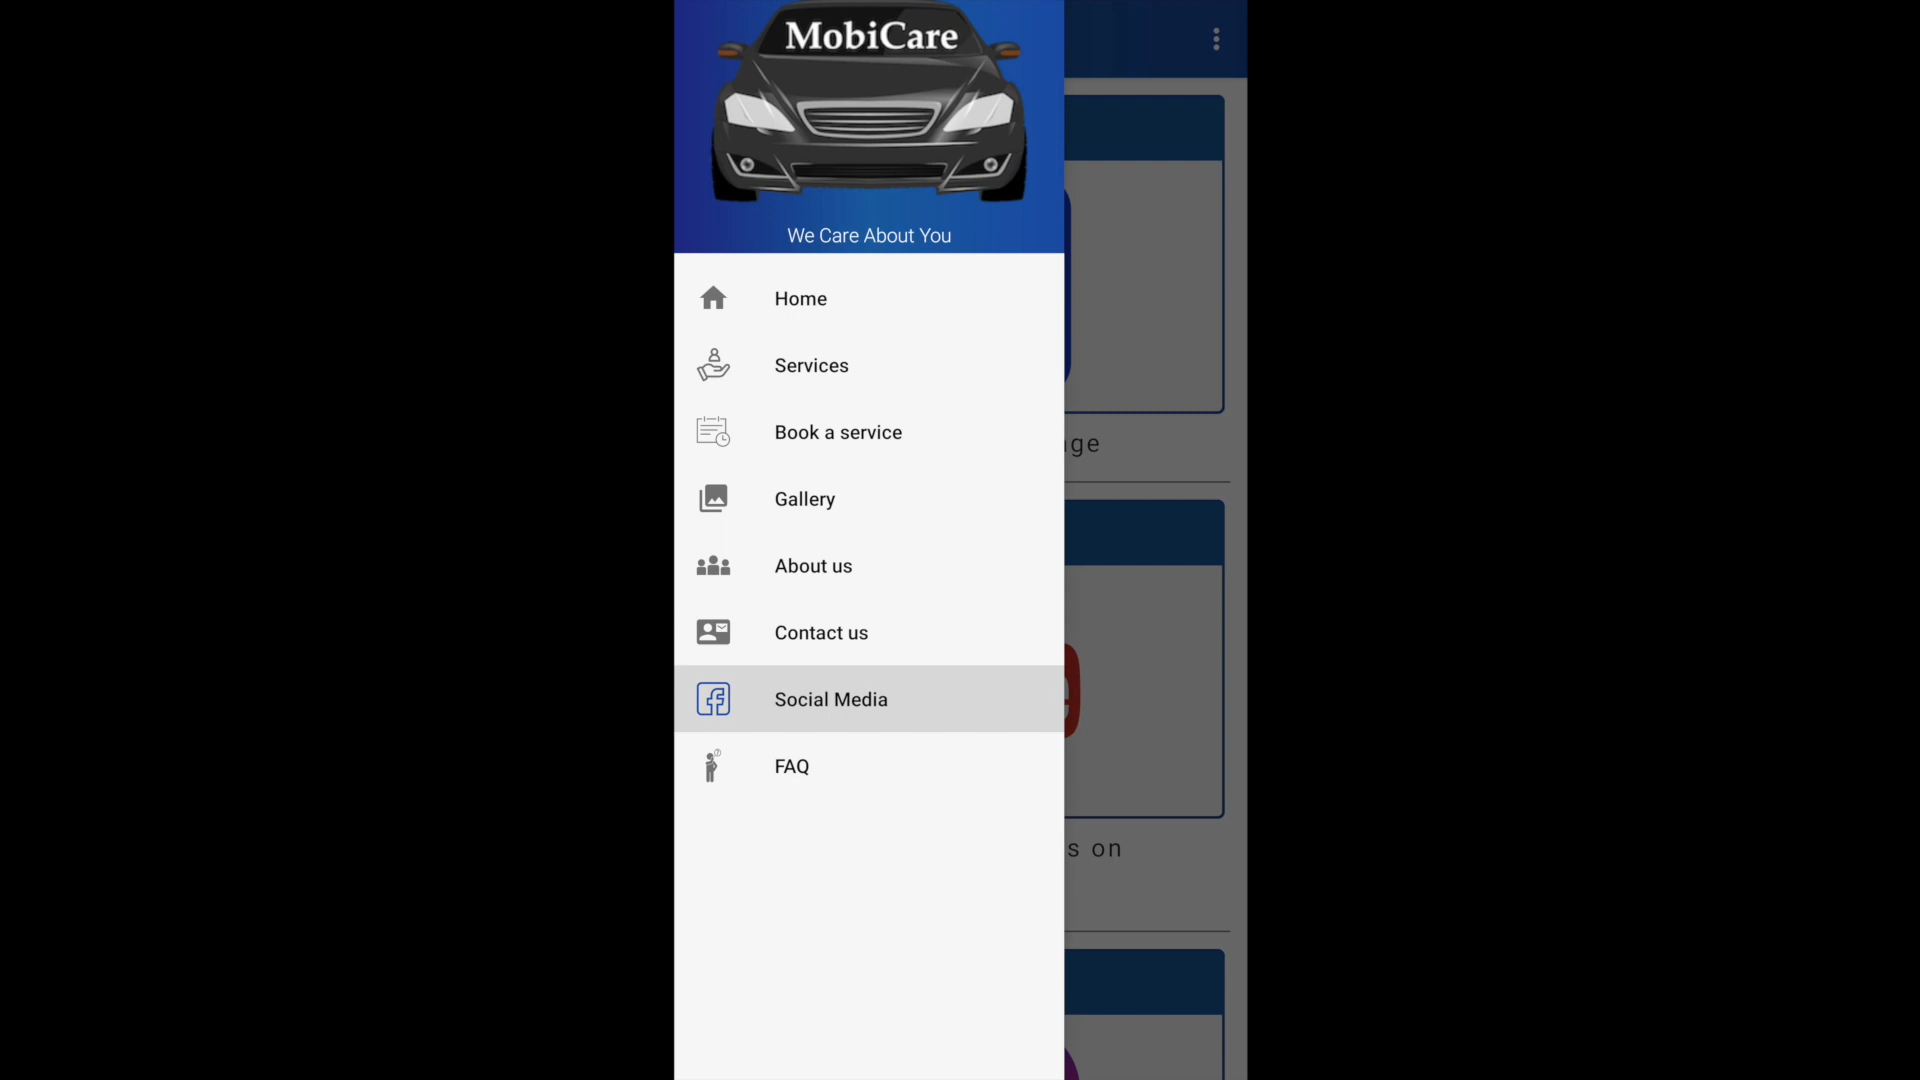 MobiCare
We Care About You
Home
Services
Book a service
Gallery
About us
Contact us
Social Media
FAQ
ge
s on